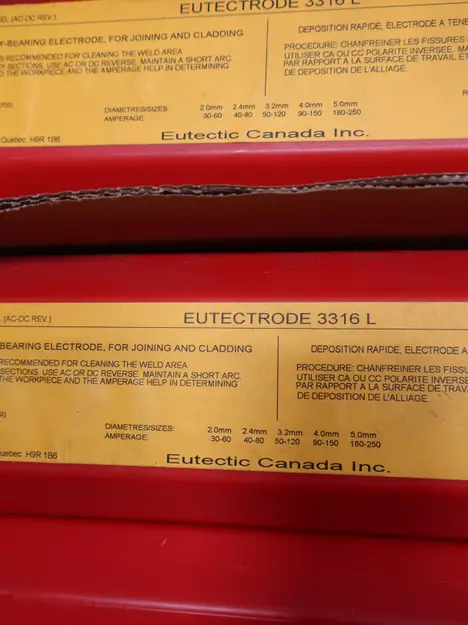 EUTECTRODE 3316 L
EL (AC-DC REV.)
Y-BEARING ELECTRODE, FOR JOINING AND CLADDING
S RECOMMENDED FOR CLEANING THE WELD AREA
Y SECTIONS. USE AC OR DC REVERSE. MAINTAIN A SHORT ARC.
D TO THE WORKPIECE AND THE AMPERAGE HELP IN DETERMINING
DEPOSITION RAPIDE, ELECTRODE A TENE
PROCEDURE: CHANFREINER LES FISSURES
UTILISER CA OU CC POLARITE INVERSEE. MA
PAR RAPPORT A LA SURFACE DE TRAVAIL ET
DE DEPOSITION DE L'ALLIAGE.
DIAMETRES/SIZES: 2.0mm 2.4mm 3.2mm 4.0mm 5.0mm
AMPERAGE: 30-60 40-80 50-120 90-150 180-250
Quebec H9R 1B6
Eutectic Canada Inc.
. (AC-DC REV.)
EUTECTRODE 3316 L
BEARING ELECTRODE, FOR JOINING AND CLADDING
RECOMMENDED FOR CLEANING THE WELD AREA
SECTIONS. USE AC OR DC REVERSE. MAINTAIN A SHORT ARC.
THE WORKPIECE AND THE AMPERAGE HELP IN DETERMINING
DEPOSITION RAPIDE, ELECTRODE A
PROCEDURE: CHANFREINER LES FISSU
UTILISER CA OU CC POLARITE INVERSE
PAR RAPPORT A LA SURFACE DE TRAVA
DE DEPOSITION DE L'ALLIAGE.
DIAMETRES/SIZES: 2.0mm 2.4mm 3.2mm 4.0mm 5.0mm
AMPERAGE: 30-60 40-80 50-120 90-150 180-250
uebec H9R 1B6
Eutectic Canada Inc.